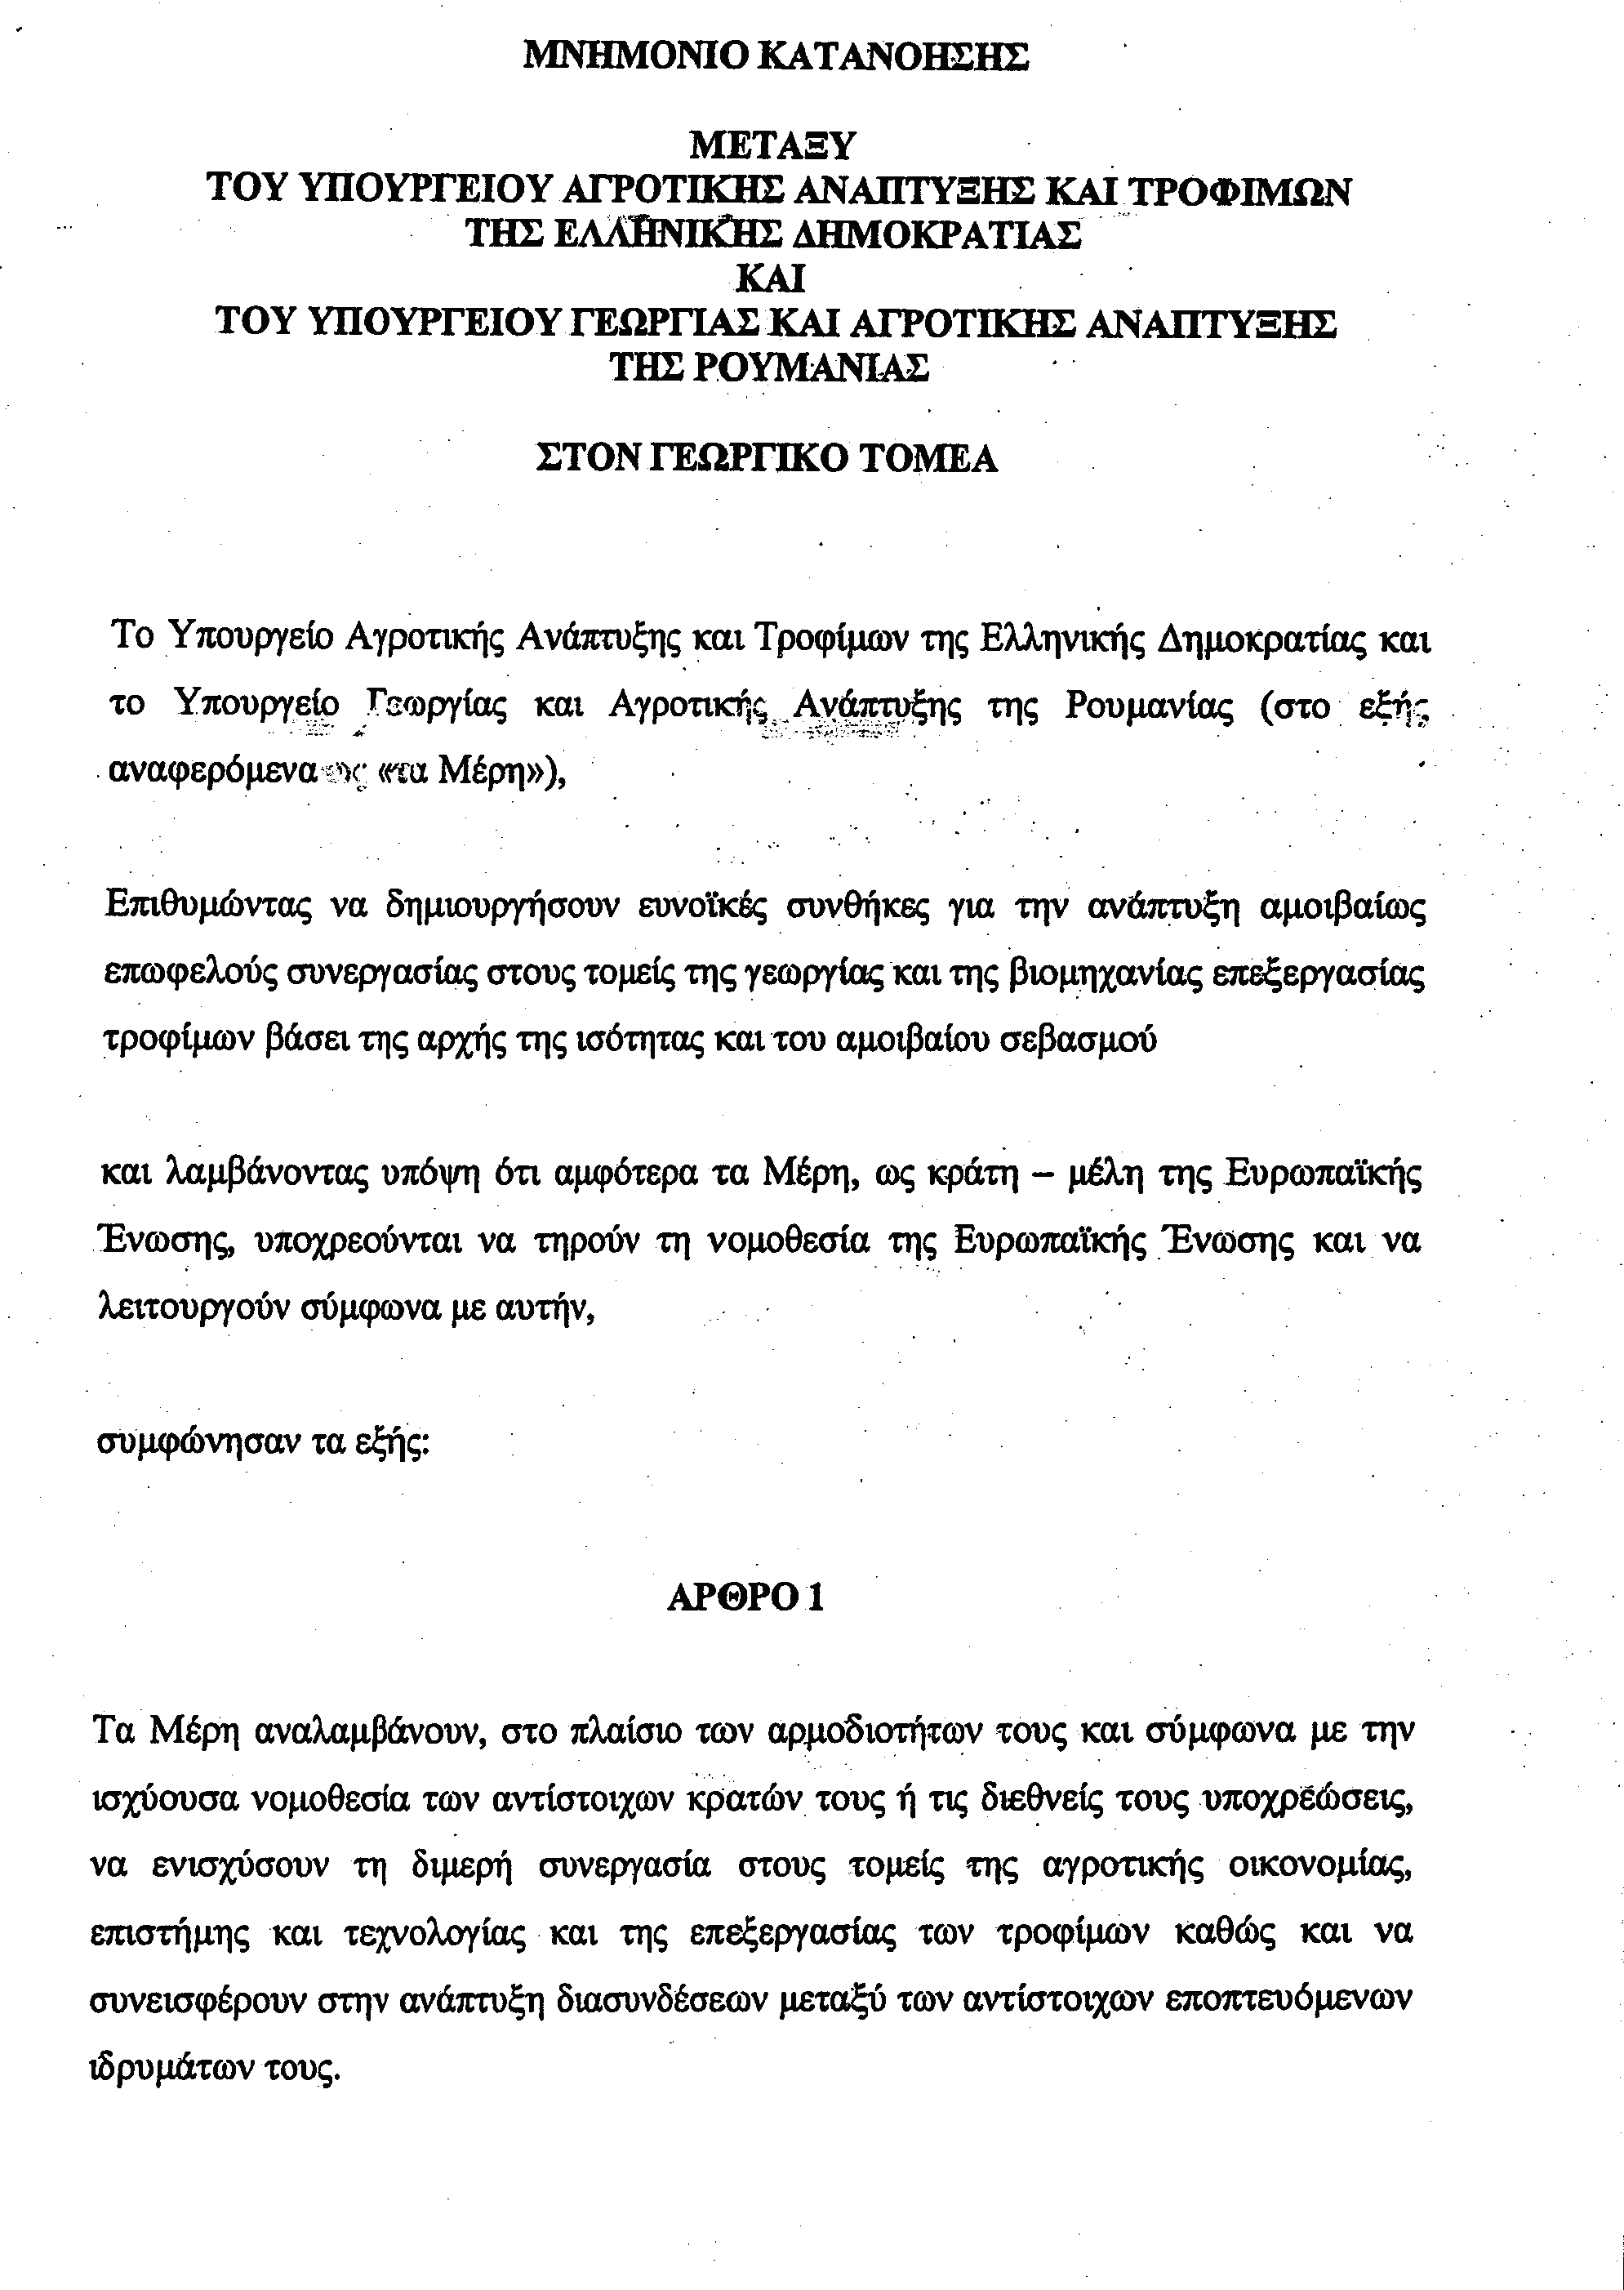 ΜΝΗΜΟΝΙΟ ΚΑΤΑΝΟΗΣΗΣ
ΜΕΤΑΞΥ
ΤΟΥ ΥΠΟΥΡΓΕΙΟΥ ΑΓΡΟΤΙΚΗΣ ΑΝΑΠΤΥΞΗΣ ΚΑΙ ΤΡΟΦΙΜΩΝ
ΤΗΣ ΕΛΛΗΝΙΚΗΣ ΔΗΜΟΚΡΑΤΙΑΣ
ΚΑΙ
ΤΟΥ ΥΠΟΥΡΓΕΙΟΥ ΓΕΩΡΓΙΑΣ ΚΑΙ ΑΓΡΟΤΙΚΗΣ ΑΝΑΠΤΥΞΗΣ
ΤΗΣ ΡΟΥΜΑΝΙΑΣ
ΣΤΟΝ ΓΕΩΡΓΙΚΟ ΤΟΜΕΑ
Το Υπουργείο Αγροτικής Ανάπτυξης και Τροφίμων της Ελληνικής Δημοκρατίας και
το Υπουργείο Γεωργίας και Αγροτικής Ανάπτυξης της Ρουμανίας (στο εξής
αναφερόμενα ως «τα Μέρη»),
Επιθυμώντας να δημιουργήσουν ευνοϊκές συνθήκες για την ανάπτυξη αμοιβαίως
επωφελούς συνεργασίας στους τομείς της γεωργίας και της βιομηχανίας επεξεργασίας
τροφίμων βάσει της αρχής της ισότητας και του αμοιβαίου σεβασμού
και λαμβάνοντας υπόψη ότι αμφότερα τα Μέρη, ως κράτη – μέλη της Ευρωπαϊκής
Ένωσης, υποχρεούνται να τηρούν τη νομοθεσία της Ευρωπαϊκής Ένωσης και να
λειτουργούν σύμφωνα με αυτήν,
συμφώνησαν τα εξής:
ΑΡΘΡΟ 1
Τα Μέρη αναλαμβάνουν, στο πλαίσιο των αρμοδιοτήτων τους και σύμφωνα με την
ισχύουσα νομοθεσία των αντίστοιχων κρατών τους ή τις διεθνείς τους υποχρεώσεις,
να ενισχύσουν τη διμερή συνεργασία στους τομείς της αγροτικής οικονομίας,
επιστήμης και τεχνολογίας και της επεξεργασίας των τροφίμων καθώς και να
συνεισφέρουν στην ανάπτυξη διασυνδέσεων μεταξύ των αντίστοιχων εποπτευόμενων
ιδρυμάτων τους.